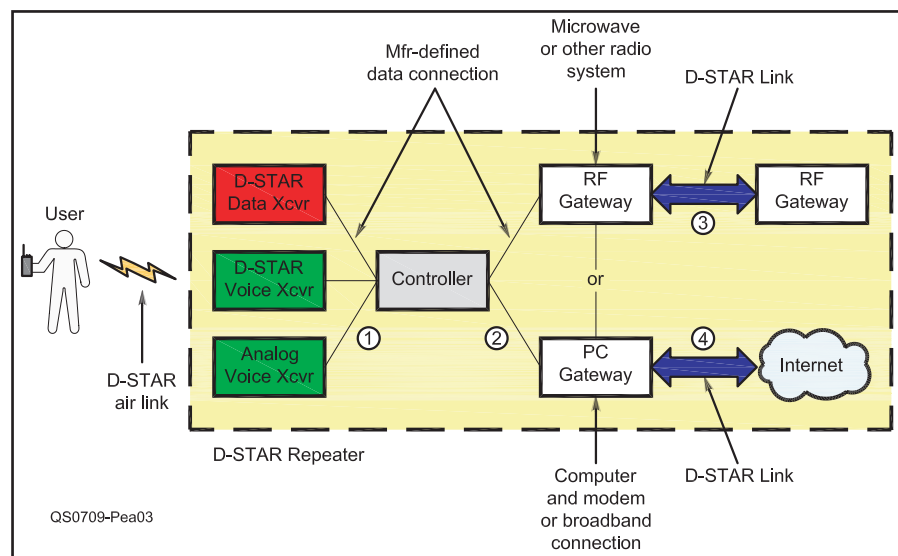 Microwave
or other radio
system
Mfr-defined
data connection
D-STAR Link
User
D-STAR
Data Xcvr
RF
Gateway
RF
Gateway
3
D-STAR
Voice Xcvr
Controller
or
1
2
4
Analog
Voice Xcvr
PC
Gateway
Internet
D-STAR
air link
D-STAR Repeater
Computer
and modem
or broadband
connection
D-STAR Link
QS0709-Pea03